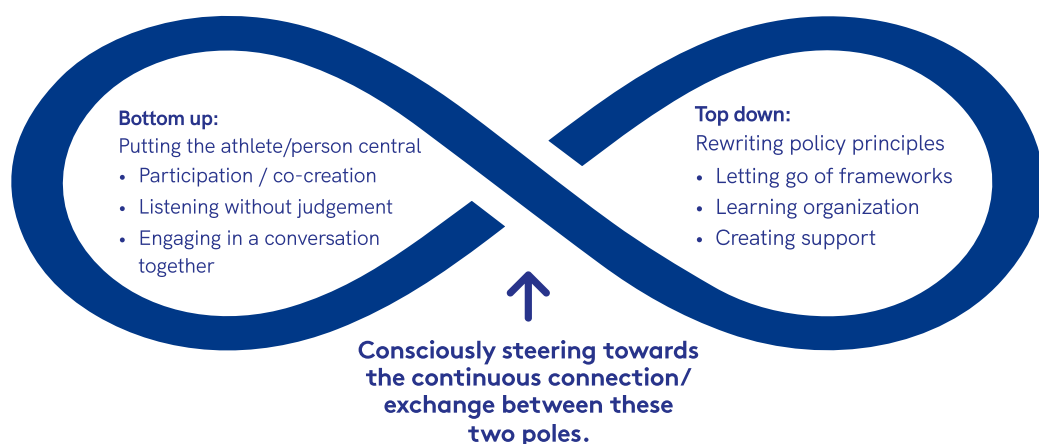 Bottom up:
Putting the athlete/person central
• Participation / co-creation
• Listening without judgement
• Engaging in a conversation
together
Top down:
Rewriting policy principles
• Letting go of frameworks
• Learning organization
• Creating support
Consciously steering towards
the continuous connection/
exchange between these
two poles.